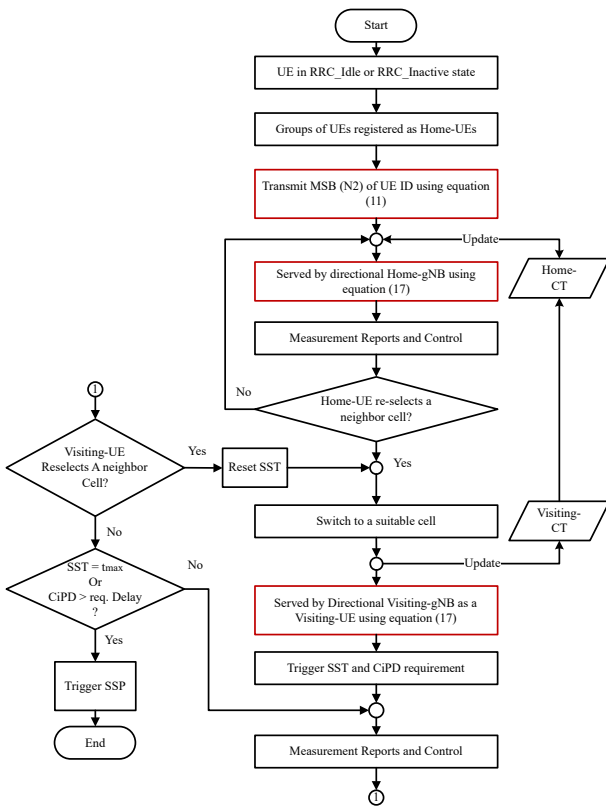 Start
UE in RRC_Idle or RRC_Inactive state
Groups of UEs registered as Home-UEs
Transmit MSB (N2) of UE ID using equation
(11)
Update
Home-
CT
Served by directional Home-gNB using
equation (17)
Measurement Reports and Control
No
Home-UE re-selects a
neighbor cell?
1
Visiting-UE
Reselects A neighbor
Cell?
Yes
Reset SST
Yes
Switch to a suitable cell
Visiting-
CT
No
Update
SST = tmax
Or
CiPD > req. Delay
?
No
Served by Directional Visiting-gNB as a
Visiting-UE using equation (17)
Yes
Trigger SST and CiPD requirement
Trigger SSP
End
Measurement Reports and Control
1